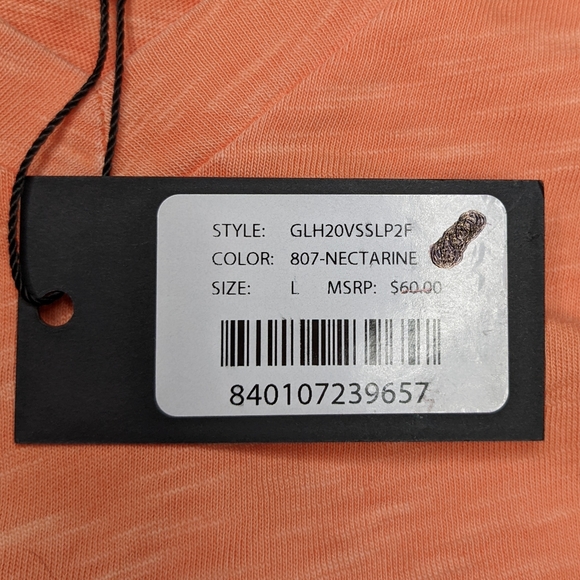 STYLE: GLH20VSSLP2F
COLOR: 807-NECTARINE
SIZE: L MSRP: $60.00
840107239657